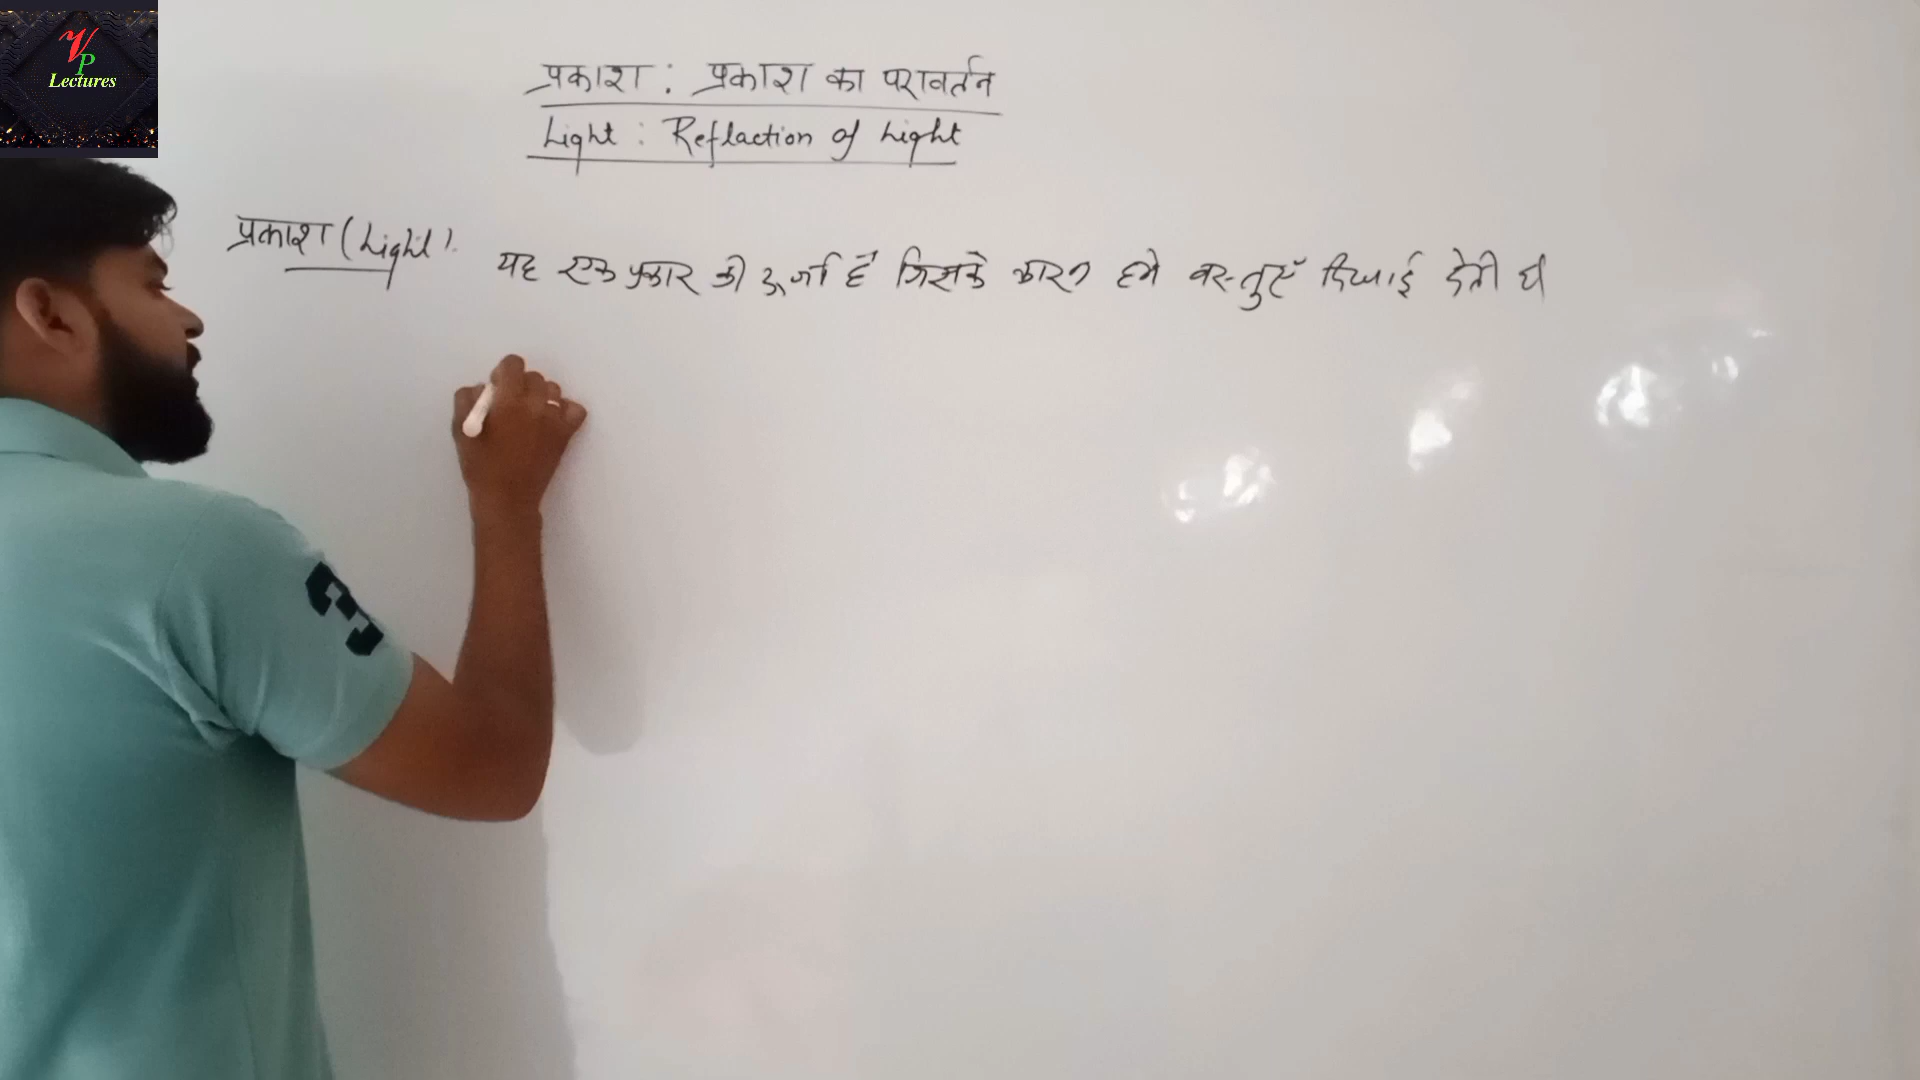 VP
Lectures
प्रकाश : प्रकाश का परावर्तन
Light : Reflaction of Light
प्रकाश (Light).
यह एक प्रकार की ऊर्जा है जिसके कारण हमे वस्तुएँ दिखाई देती है
3